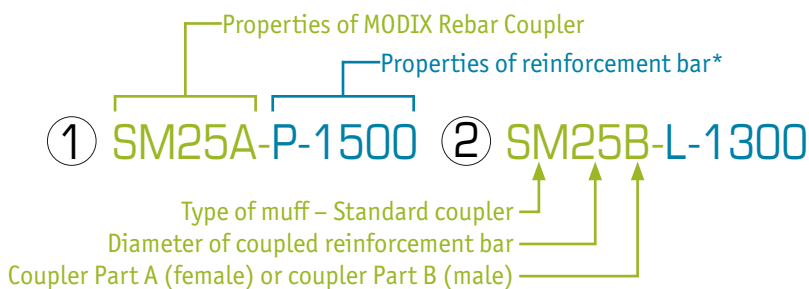 Properties of MODIX Rebar Coupler
Properties of reinforcement bar*
1 SM25A-P-1500 2 SM25B-L-1300
Type of muff – Standard coupler
Diameter of coupled reinforcement bar
Coupler Part A (female) or coupler Part B (male)